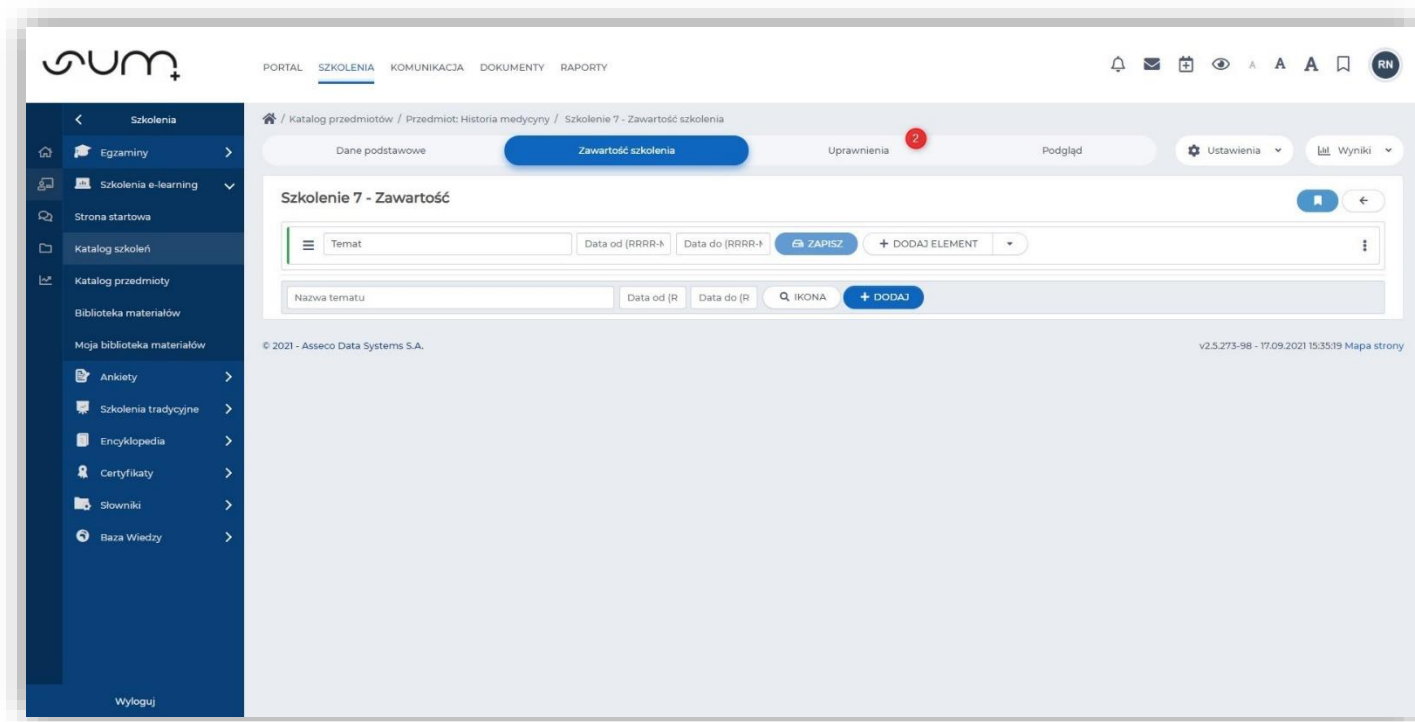 sum+
PORTAL SZKOLENIA KOMUNIKACJA DOKUMENTY RAPORTY A A A RN
Szkolenia
Egzaminy
Szkolenia e-learning
Strona startowa
Katalog szkoleń
Katalog przedmioty
Biblioteka materiałów
Moja biblioteka materiałów
Ankiety
Szkolenia tradycyjne
Encyklopedia
Certyfikaty
Słowniki
Baza Wiedzy
Wyloguj
/ Katalog przedmiotów / Przedmiot: Historia medycyny / Szkolenie 7 - Zawartość szkolenia
Dane podstawowe Zawartość szkolenia Uprawnienia 2 Podgląd Ustawienia Wyniki
Szkolenie 7 - Zawartość
Temat Data od (RRRR-M Data do (RRRR-M ZAPISZ + DODAJ ELEMENT
Nazwa tematu Data od (R Data do (R IKONA + DODAJ
© 2021 - Asseco Data Systems S.A. v2.5.273-98 - 17.09.2021 15:35:19 Mapa strony